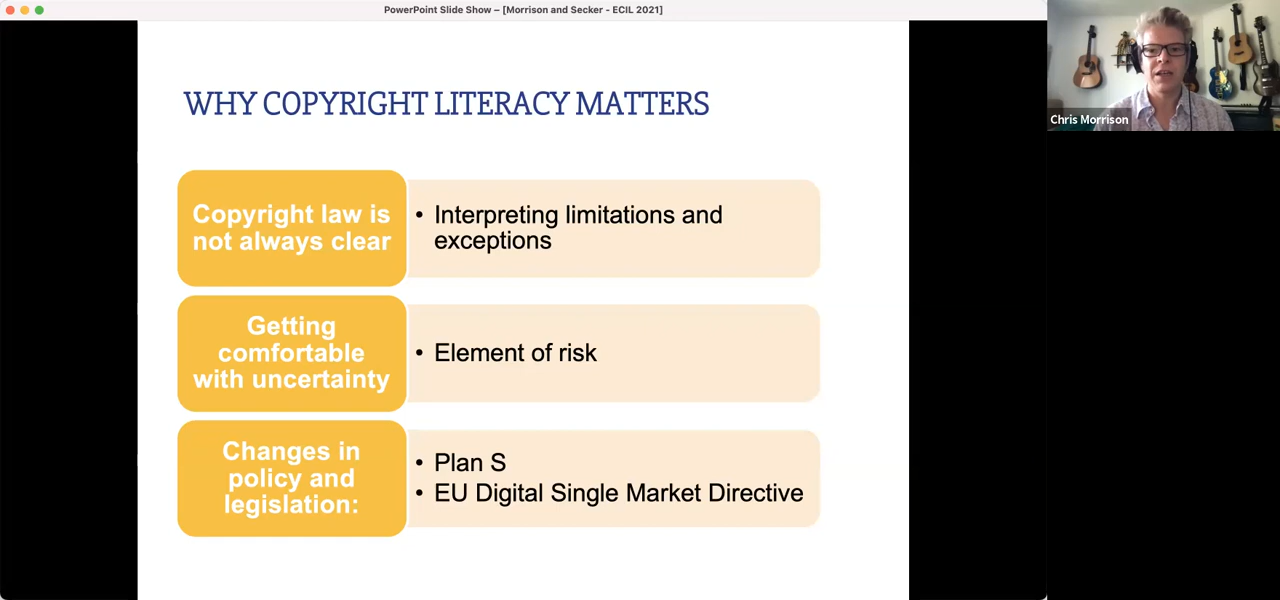 PowerPoint Slide Show – [Morrison and Secker - ECIL 2021]
WHY COPYRIGHT LITERACY MATTERS
Copyright law is
not always clear
• Interpreting limitations and
exceptions
Getting
comfortable
with uncertainty
• Element of risk
Changes in
policy and
legislation:
• Plan S
• EU Digital Single Market Directive
Chris Morrison